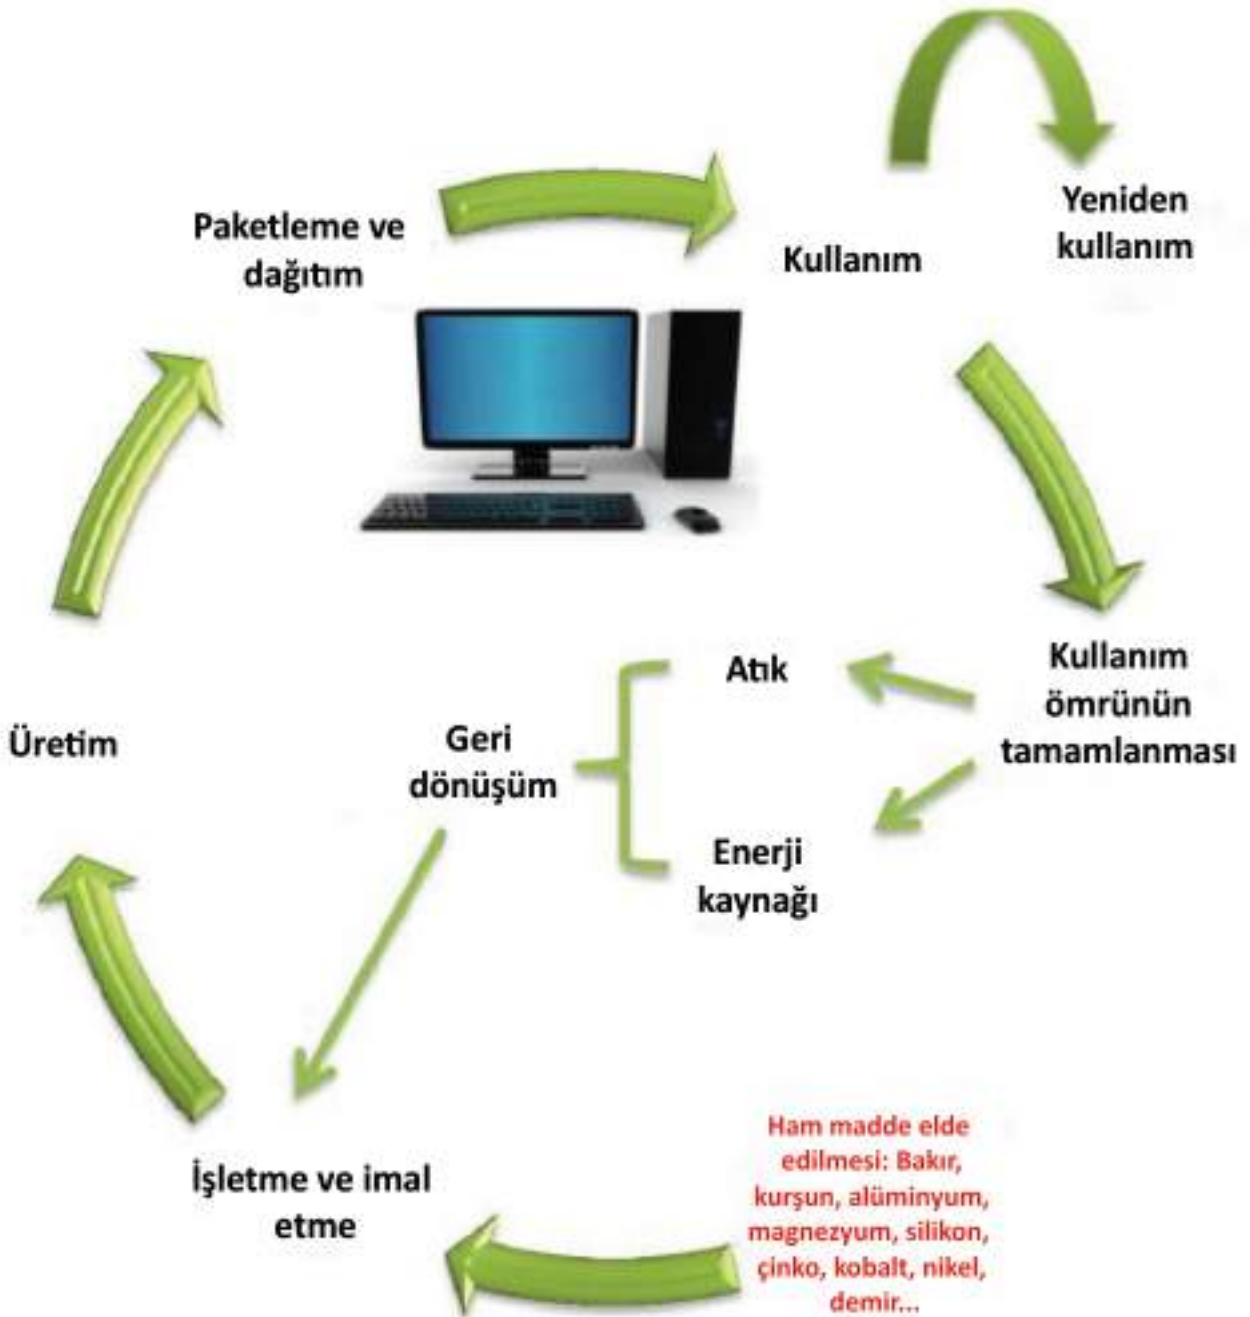 Paketleme ve
dağıtım
Kullanım
Yeniden
kullanım
Üretim
Geri
dönüşüm
Atık
Enerji
kaynağı
Kullanım
ömrünün
tamamlanması
İşletme ve imal
etme
Ham madde elde
edilmesi: Bakır,
kurşun, alüminyum,
magnezyum, silikon,
çinko, kobalt, nikel,
demir...